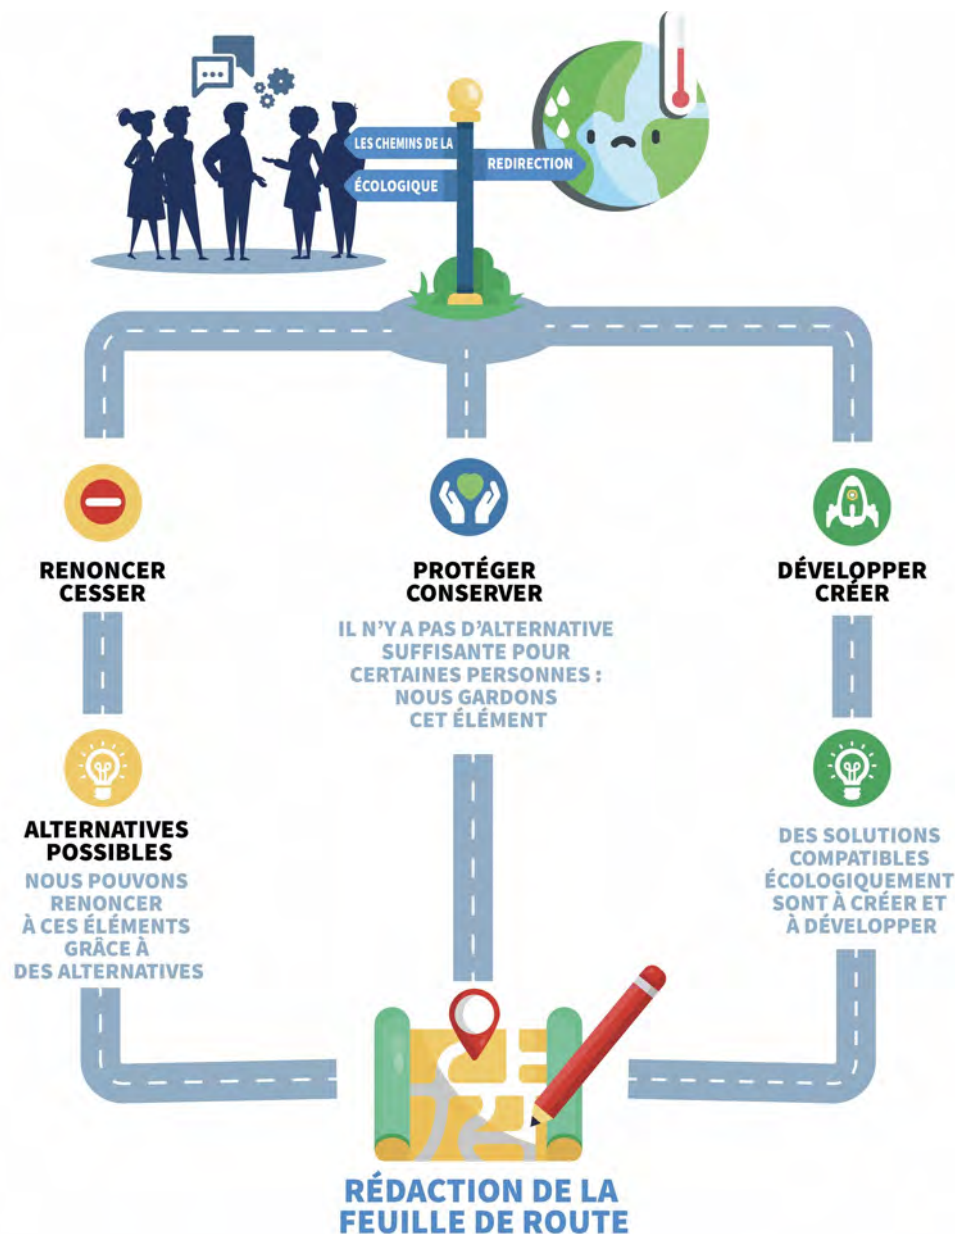 LES CHEMINS DE LA
REDIRECTION
ÉCOLOGIQUE
RENONCER
CESSER
PROTÉGER
CONSERVER
DÉVELOPPER
CRÉER
IL N'Y A PAS D'ALTERNATIVE
SUFFISANTE POUR
CERTAINES PERSONNES :
NOUS GARDONS
CET ÉLÉMENT
ALTERNATIVES
POSSIBLES
NOUS POUVONS
RENONCER
À CES ÉLÉMENTS
GRÂCE À
DES ALTERNATIVES
DES SOLUTIONS
COMPATIBLES
ÉCOLOGIQUEMENT
SONT À CRÉER ET
À DÉVELOPPER
RÉDACTION DE LA
FEUILLE DE ROUTE